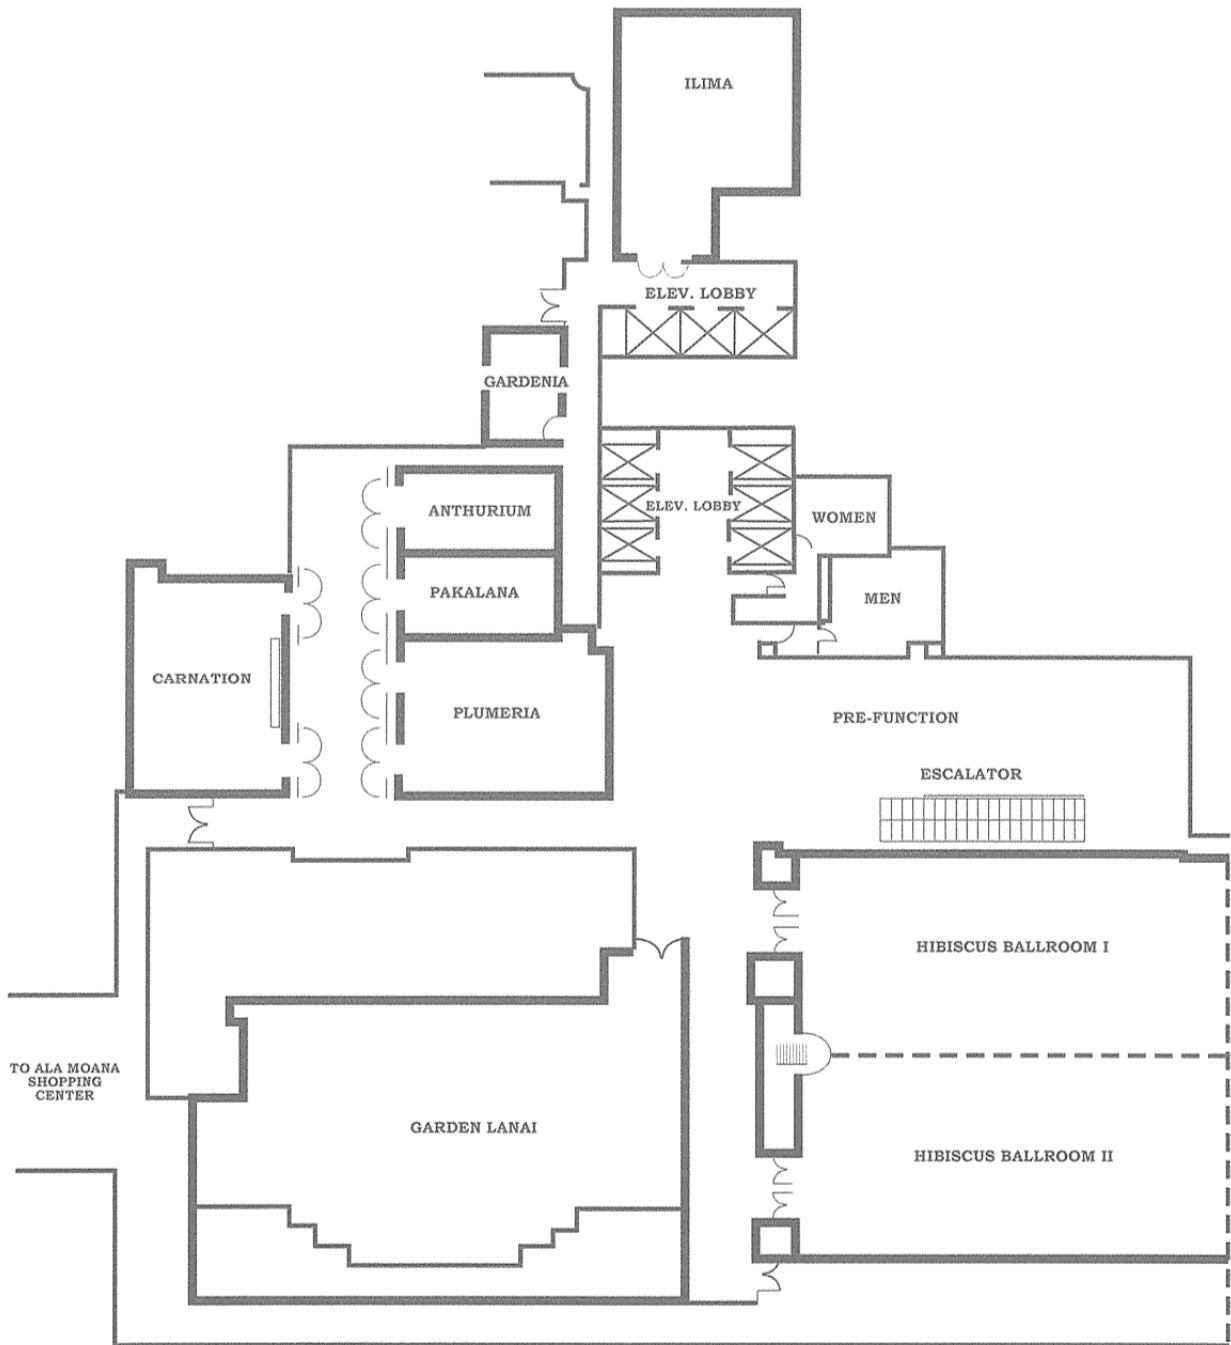 ILIMA
ELEV. LOBBY
GARDENIA
ANTHURIUM
ELEV. LOBBY
WOMEN
PAKALANA
MEN
CARNATION
PLUMERIA
PRE-FUNCTION
ESCALATOR
HIBISCUS BALLROOM I
TO ALA MOANA
SHOPPING
CENTER
GARDEN LANAI
HIBISCUS BALLROOM II